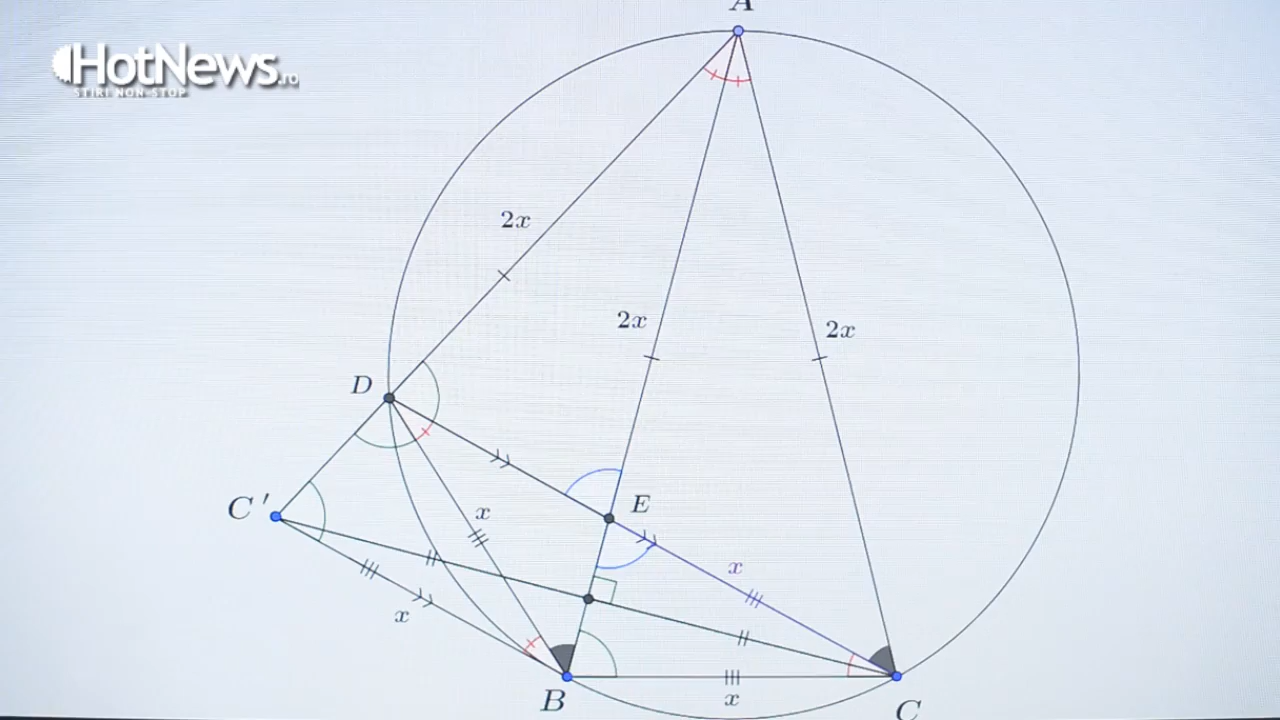 A
HotNews.ro
STIRI NON-STOP
2x
2x
2x
D
C'
E
x
x
x
B
x
C